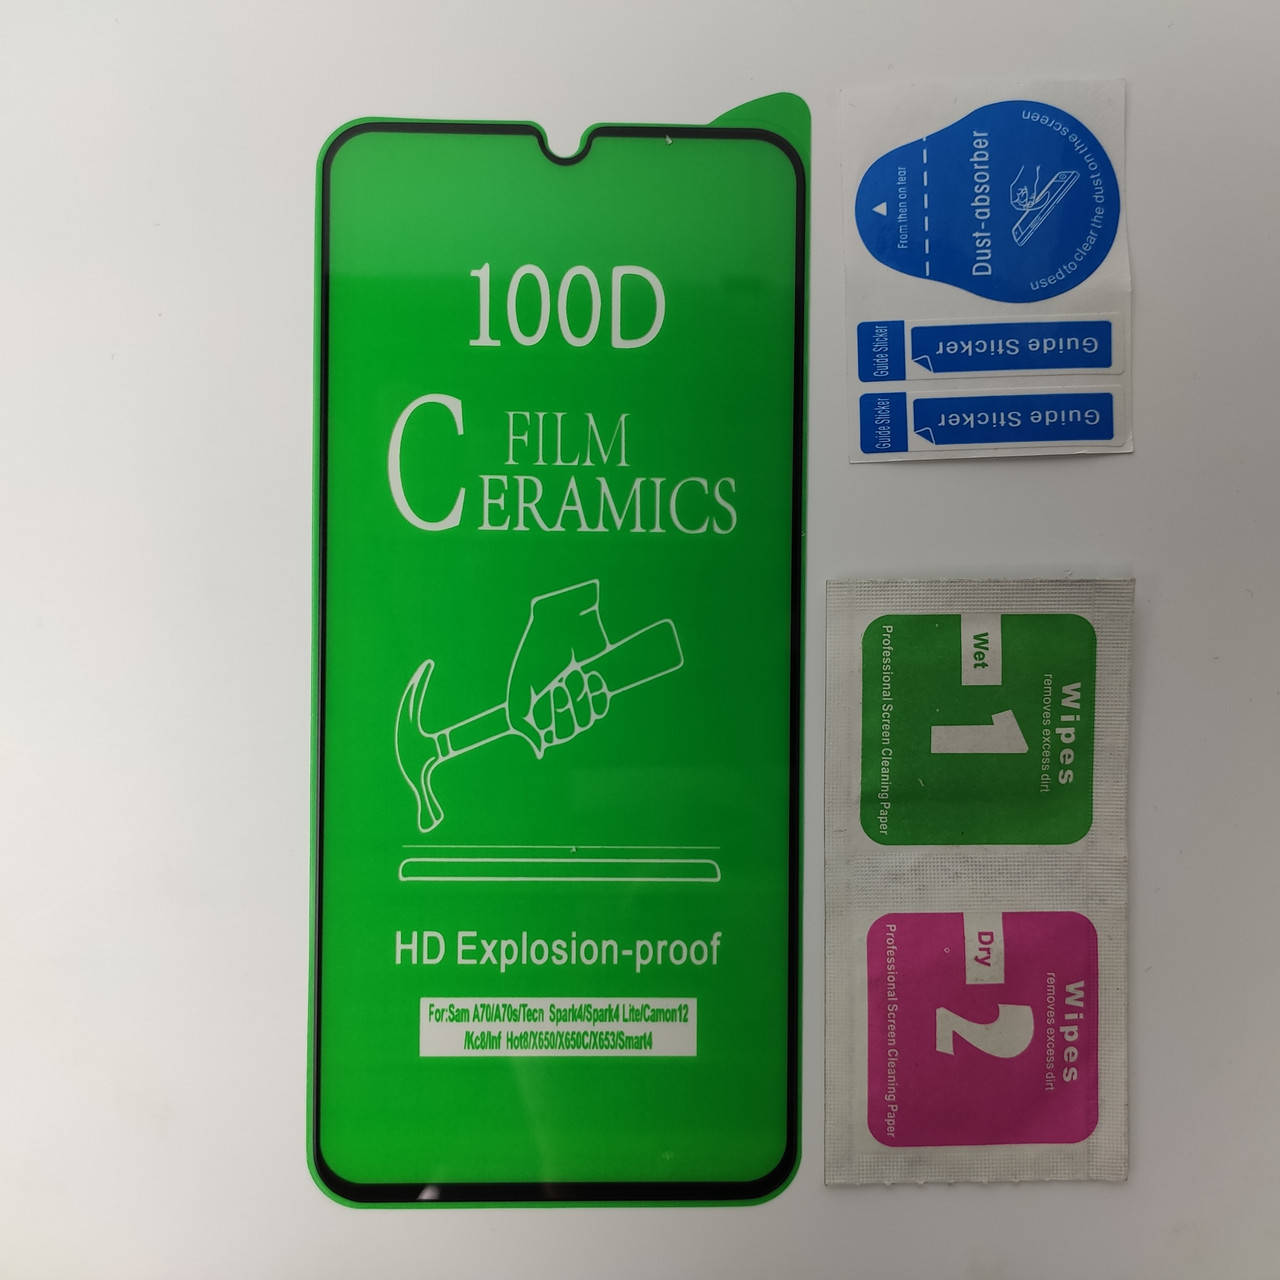 100D
C FILM
ERAMICS
HD Explosion-proof
For:Sam A70/A70s/Tecn Spark4/Spark4 Lite/Camon12
/Kc8/Inf Hot8/X650/X650C/X653/Smart4
From then on tear
Dust-absorber
used to clear the dust on the screen
Guide Sticker
Guide Sticker
Guide Sticker
Guide Sticker
Wipes
removes excess dirt
1
Wet
Professional Screen Cleaning Paper
Wipes
removes excess dirt
2
Dry
Professional Screen Cleaning Paper